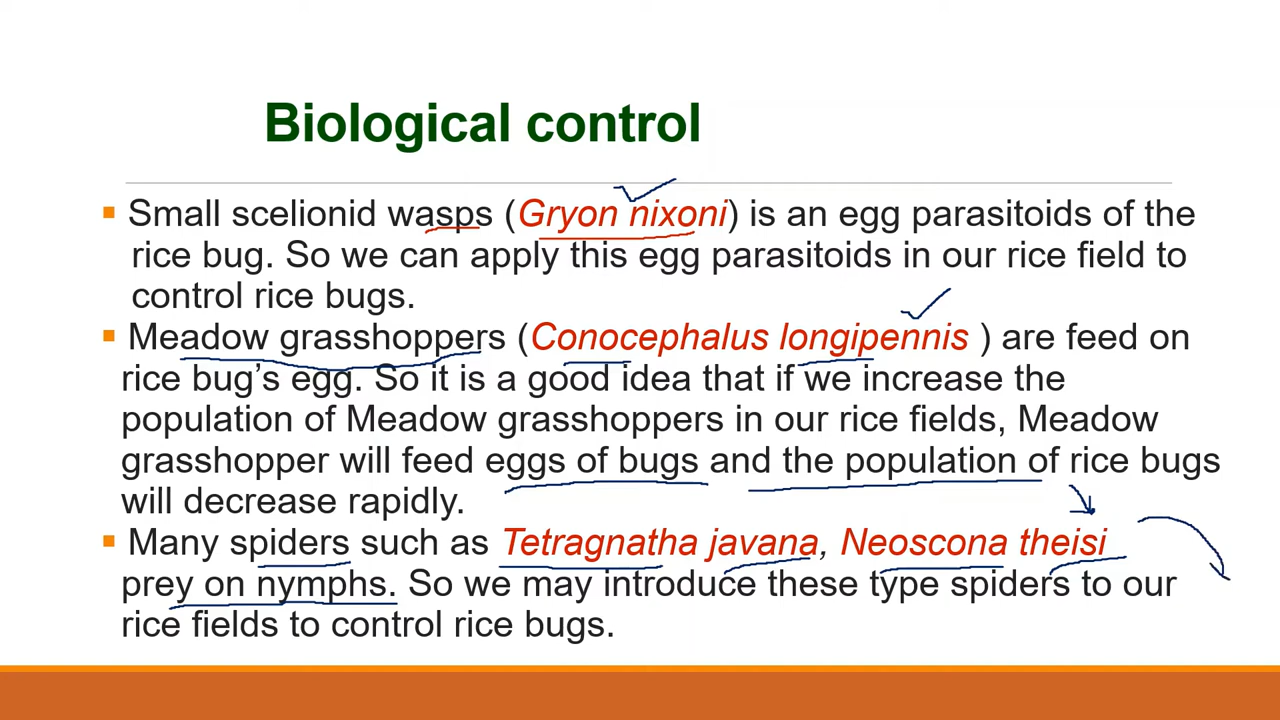 Biological control
▪ Small scelionid wasps (Gryon nixoni) is an egg parasitoids of the
rice bug. So we can apply this egg parasitoids in our rice field to
control rice bugs.
▪ Meadow grasshoppers (Conocephalus longipennis ) are feed on
rice bug's egg. So it is a good idea that if we increase the
population of Meadow grasshoppers in our rice fields, Meadow
grasshopper will feed eggs of bugs and the population of rice bugs
will decrease rapidly.
▪ Many spiders such as Tetragnatha javana, Neoscona theisi
prey on nymphs. So we may introduce these type spiders to our
rice fields to control rice bugs.